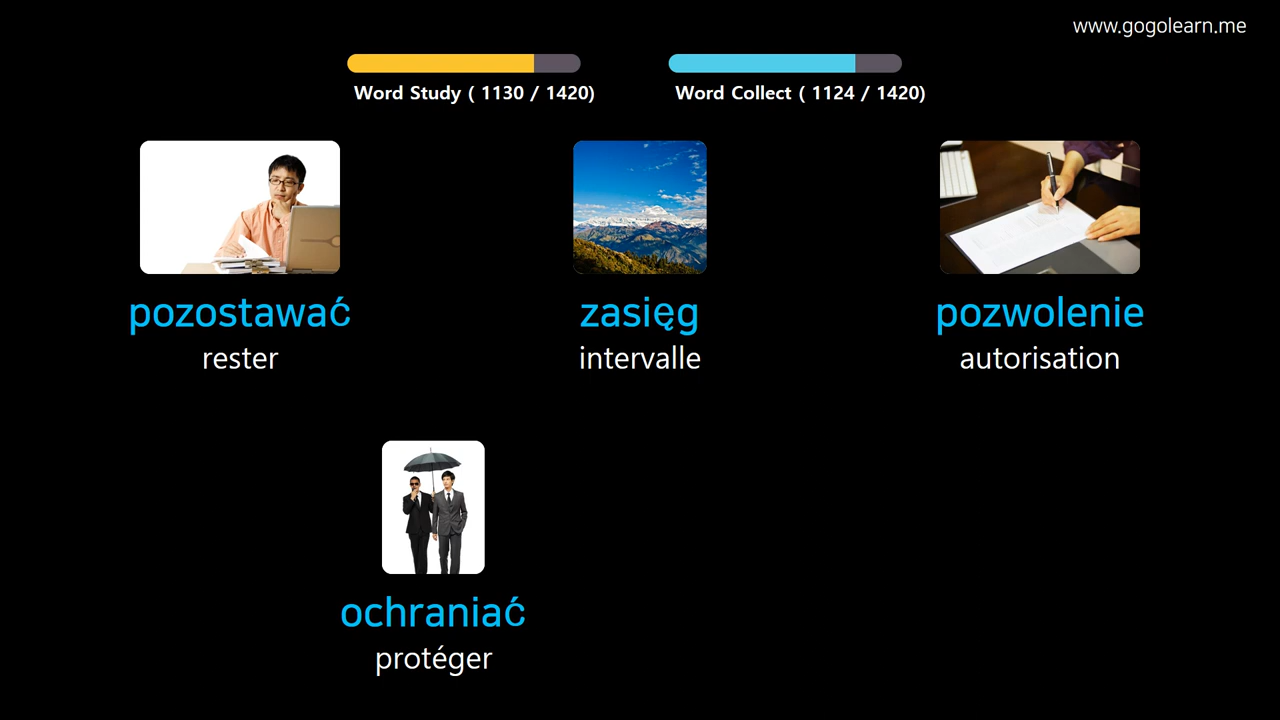 www.gogolearn.me
Word Study ( 1130 / 1420)
Word Collect ( 1124 / 1420)
pozostawać
rester
zasięg
intervalle
pozwolenie
autorisation
ochraniać
protéger